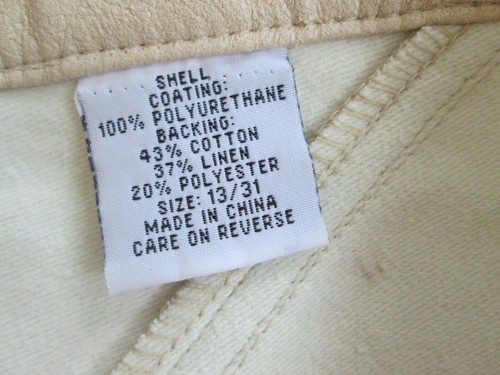 SHELL
COATING:
100% POLYURETHANE
BACKING:
43% COTTON
37% LINEN
20% POLYESTER
SIZE: 13/31
MADE IN CHINA
CARE ON REVERSE